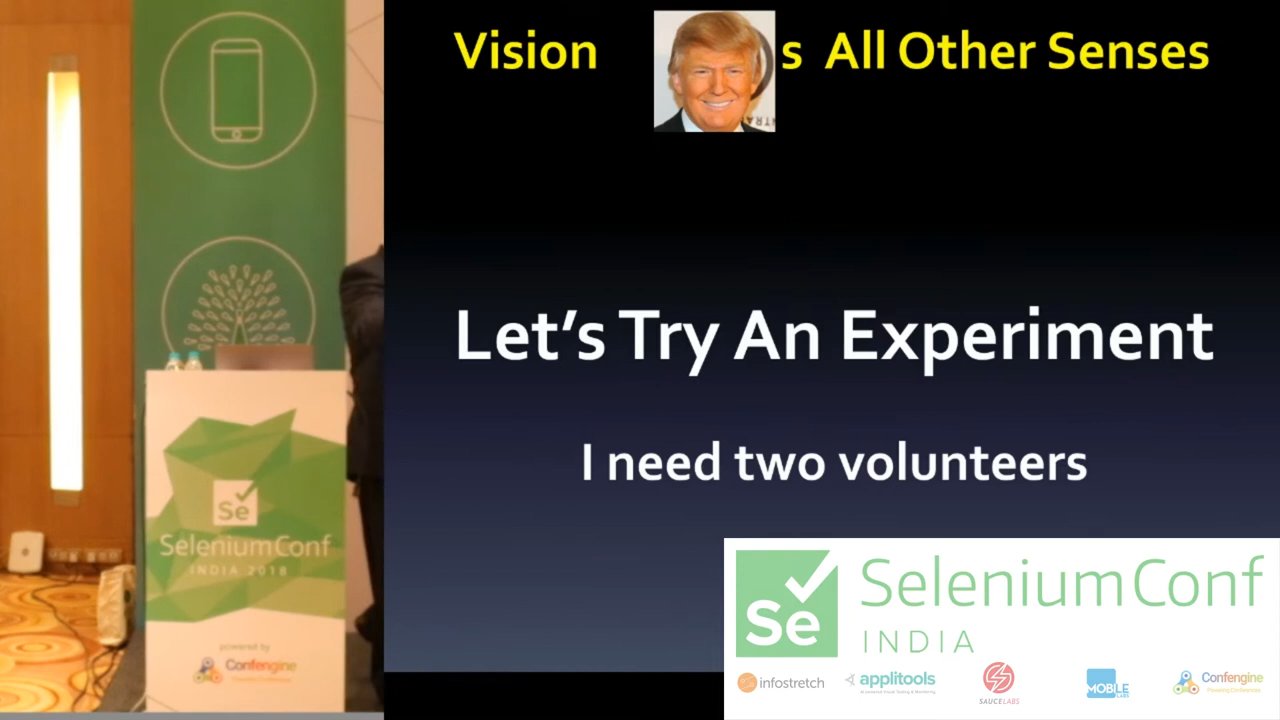 Vision s All Other Senses
Let's Try An Experiment
I need two volunteers
Se
SeleniumConf
INDIA 2018
powered by
Confengine
Se
SeleniumConf
INDIA
infostretch
applitools
SAUCELABS
MOBILE
LABS
Confengine